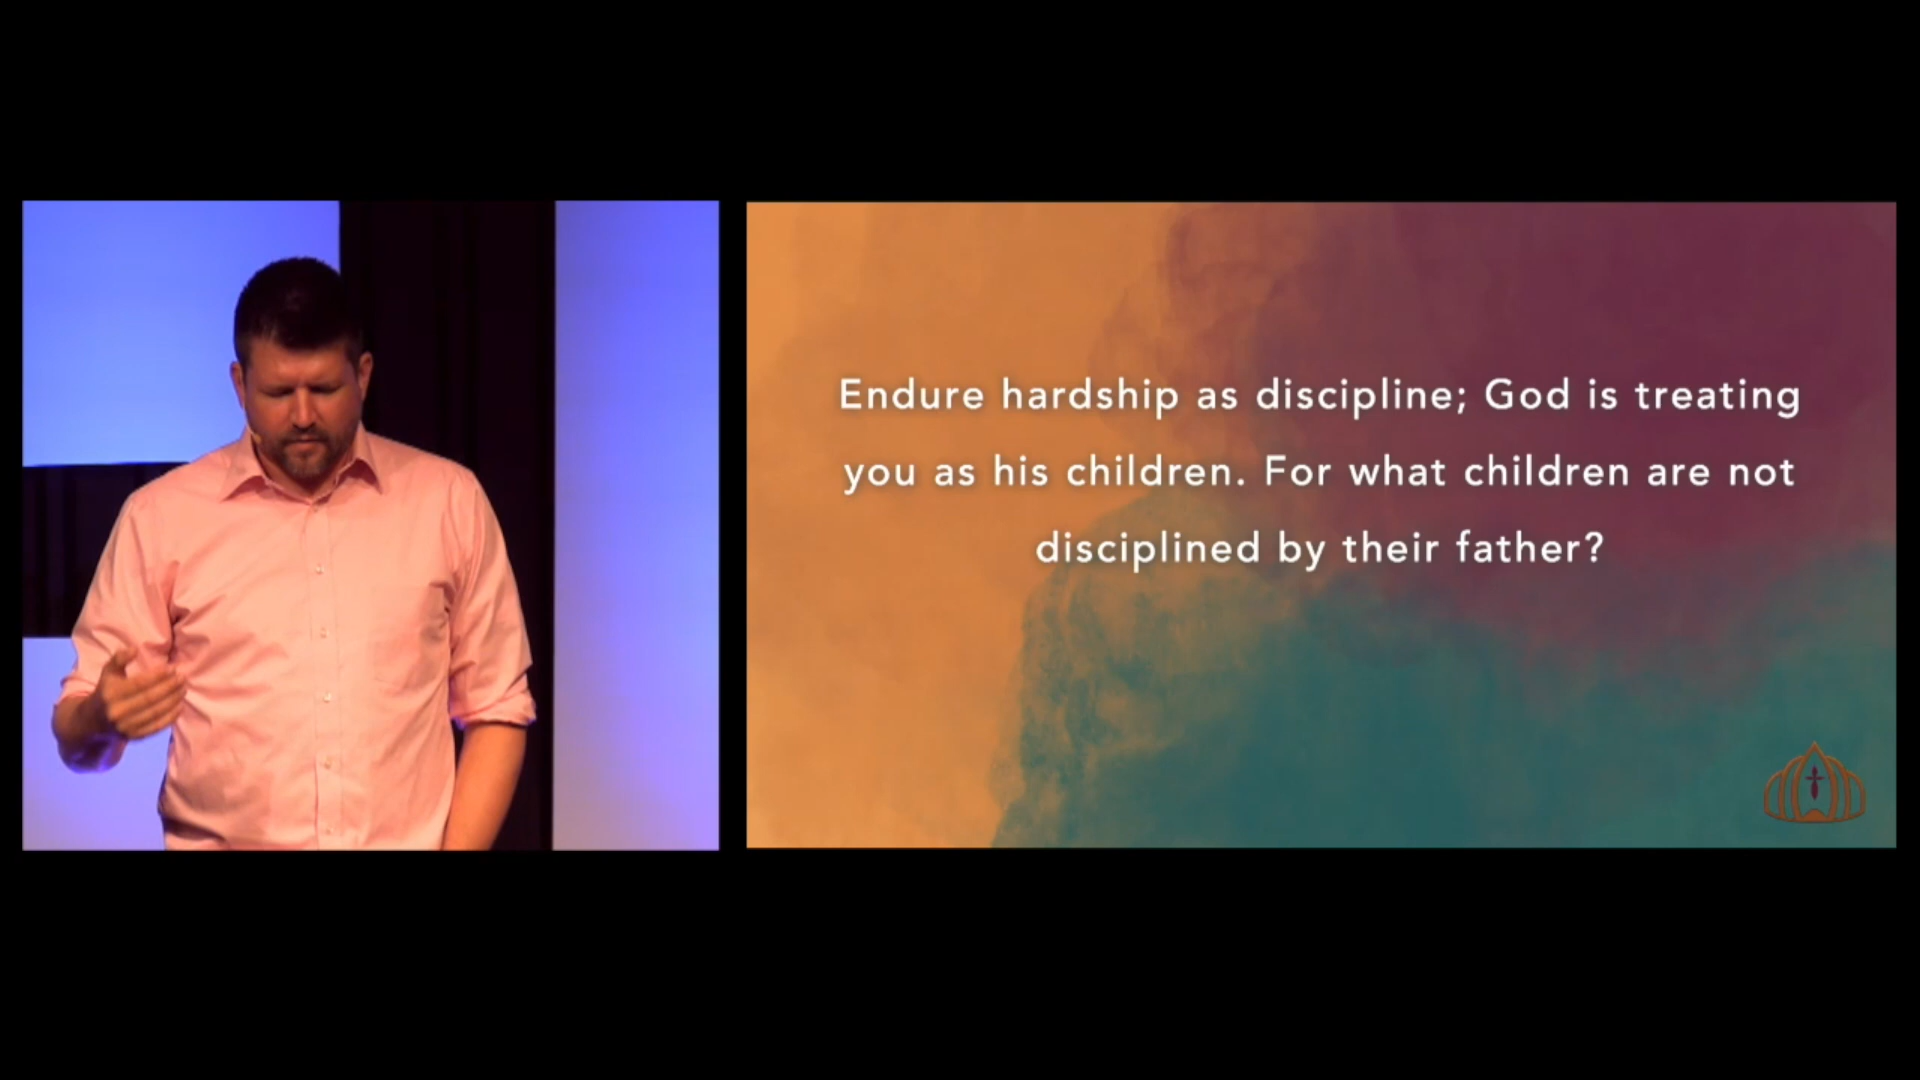 Endure hardship as discipline; God is treating
you as his children. For what children are not
disciplined by their father?